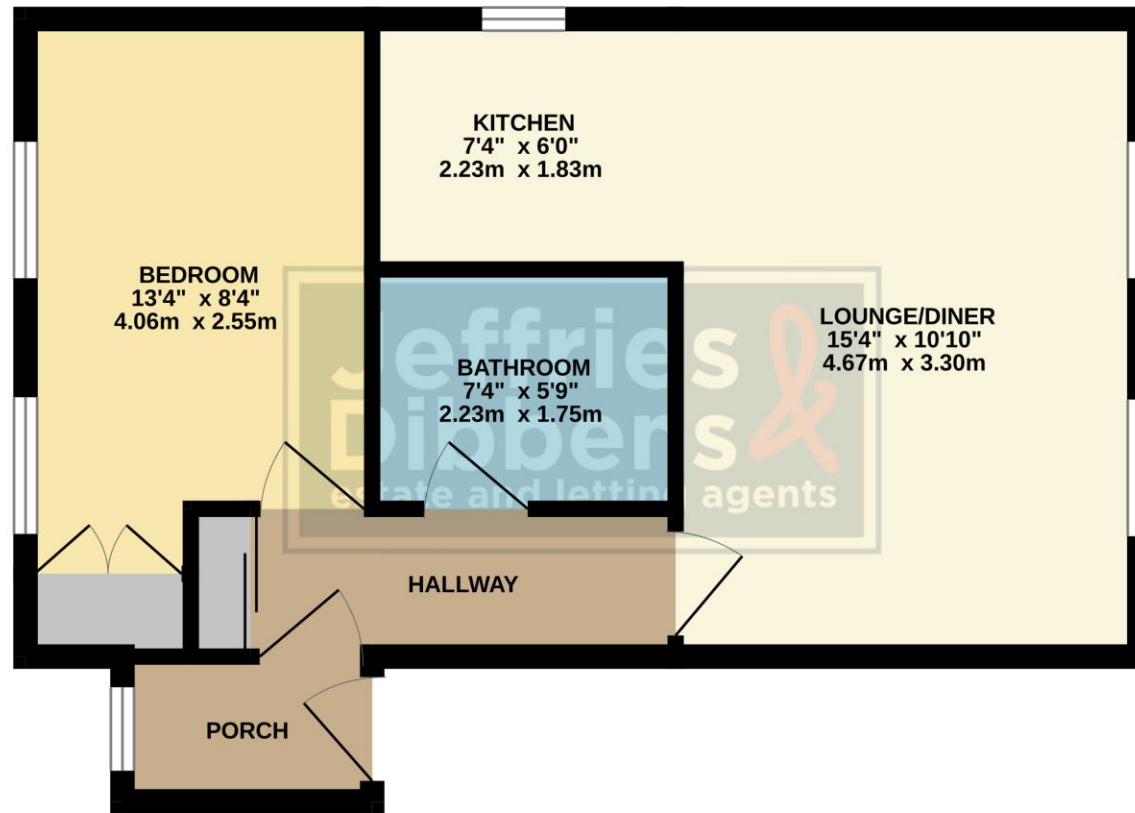 KITCHEN
7'4" x 6'0"
2.23m x 1.83m
BEDROOM
13'4" x 8'4"
4.06m x 2.55m
LOUNGE/DINER
15'4" x 10'10"
4.67m x 3.30m
BATHROOM
7'4" x 5'9"
2.23m x 1.75m
Jeffries &
Dibbens
estate and letting agents
HALLWAY
PORCH